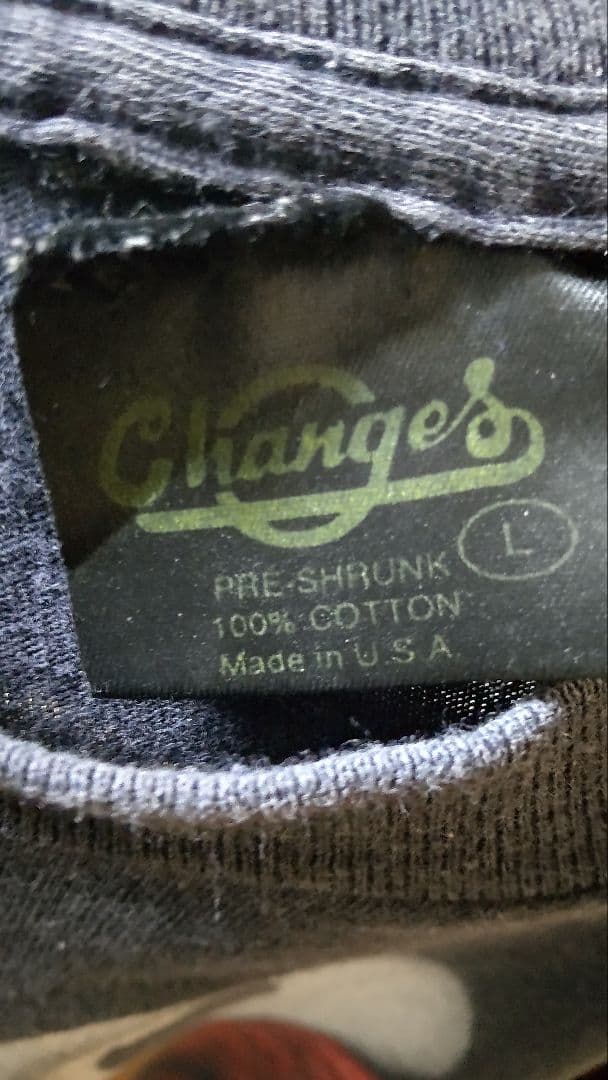 Changes
L
PRE-SHRUNK
100% COTTON
Made in U.S.A